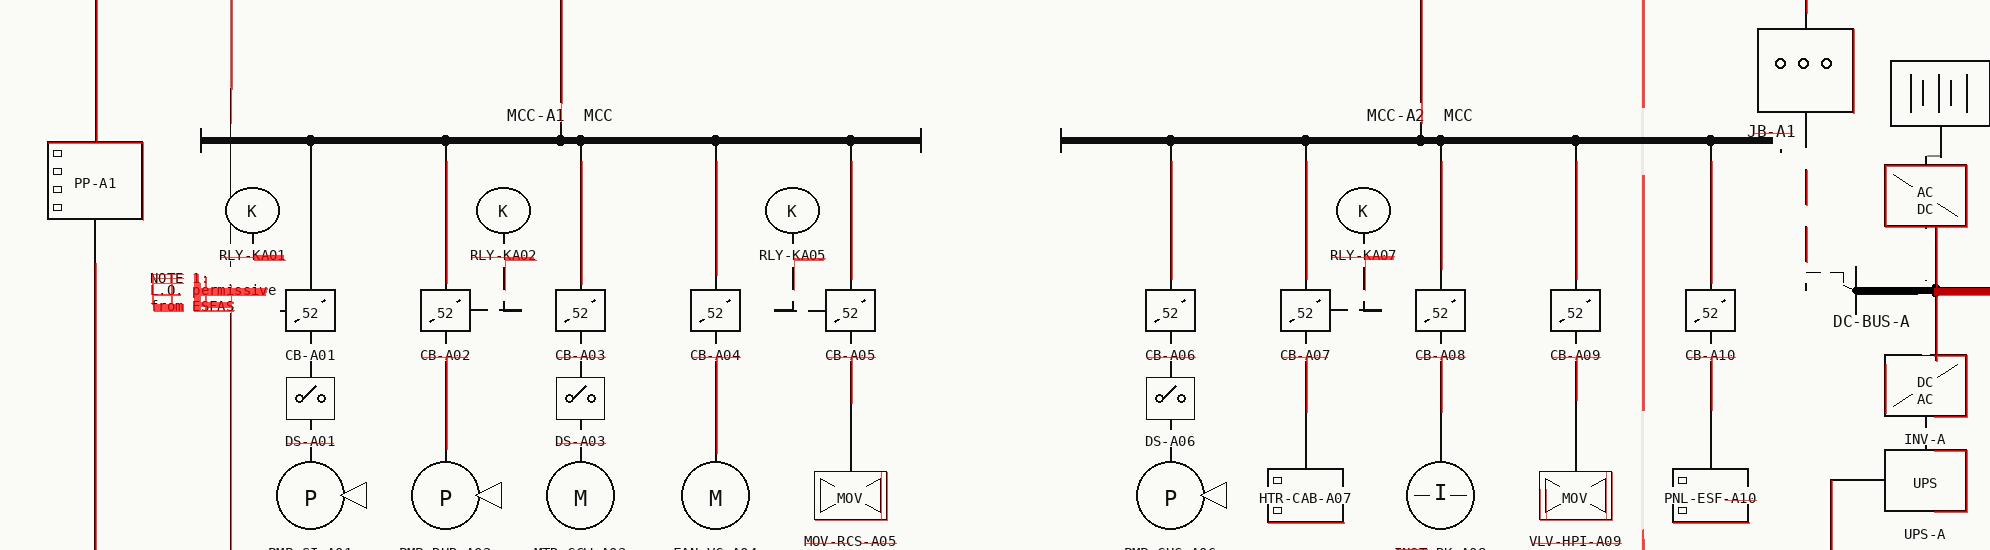 MCC-A1 MCC
MCC-A2 MCC
JB-A1
PP-A1
AC
DC
K
K
K
K
RLY-KA01
RLY-KA02
RLY-KA05
RLY-KA07
NOTE 1:
L.O. permissive
from ESFAS
52
52
52
52
52
52
52
52
52
52
DC-BUS-A
CB-A01
CB-A02
CB-A03
CB-A04
CB-A05
CB-A06
CB-A07
CB-A08
CB-A09
CB-A10
DC
AC
DS-A01
DS-A03
DS-A06
INV-A
P
P
M
M
MOV
P
HTR-CAB-A07
I
MOV
PNL-ESF-A10
UPS
UPS-A
MOV-RCS-A05
VLV-HPI-A09